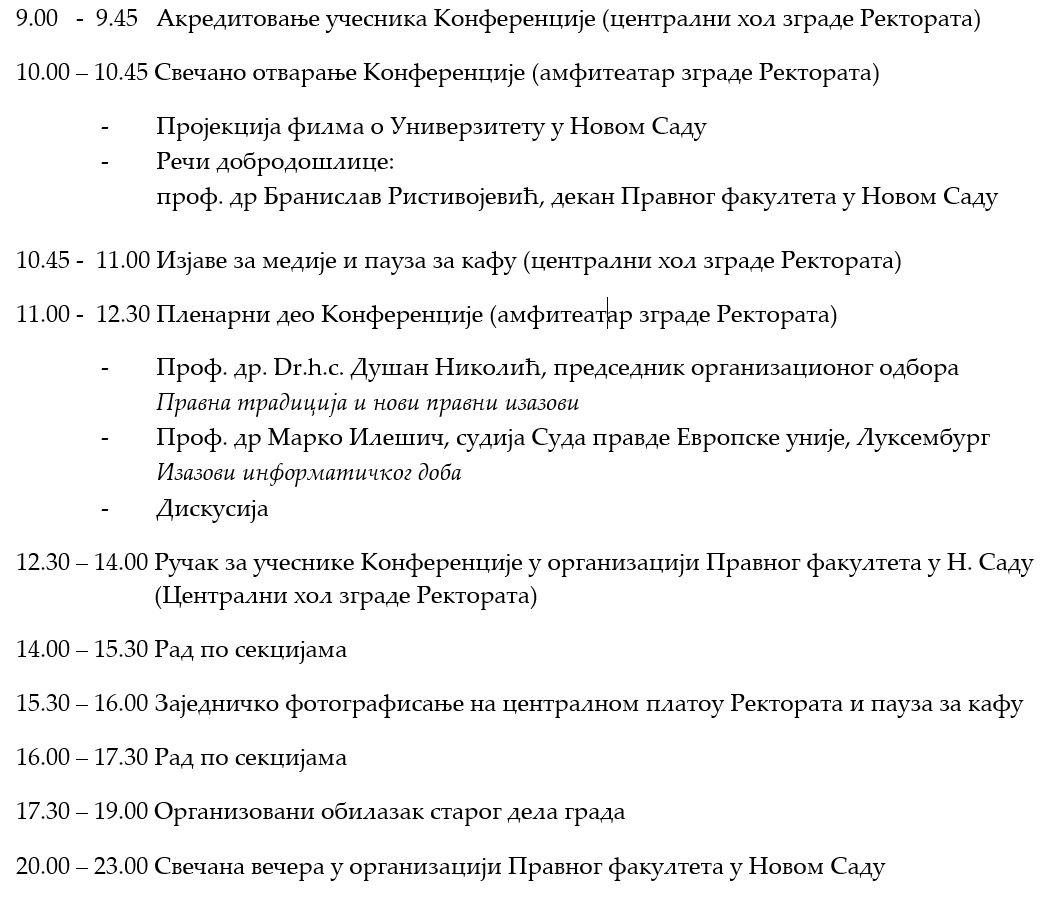 9.00 - 9.45 Акредитовање учесника Конференције (централни хол зграде Ректората)
10.00 – 10.45 Свечано отварање Конференције (амфитеатар зграде Ректората)
- Пројекција филма о Универзитету у Новом Саду
- Речи добродошлице:
проф. др Бранислав Ристивојевић, декан Правног факултета у Новом Саду
10.45 - 11.00 Изјаве за медије и пауза за кафу (централни хол зграде Ректората)
11.00 - 12.30 Пленарни део Конференције (амфитеатар зграде Ректората)
- Проф. др. Dr.h.c. Душан Николић, председник организационог одбора
Правна традиција и нови правни изазови
- Проф. др Марко Илешич, судија Суда правде Европске уније, Луксембург
Изазови информатичког доба
- Дискусија
12.30 – 14.00 Ручак за учеснике Конференције у организацији Правног факултета у Н. Саду
(Централни хол зграде Ректората)
14.00 – 15.30 Рад по секцијама
15.30 – 16.00 Заједничко фотографисање на централном платоу Ректората и пауза за кафу
16.00 – 17.30 Рад по секцијама
17.30 – 19.00 Организовани обилазак старог дела града
20.00 – 23.00 Свечана вечера у организацији Правног факултета у Новом Саду